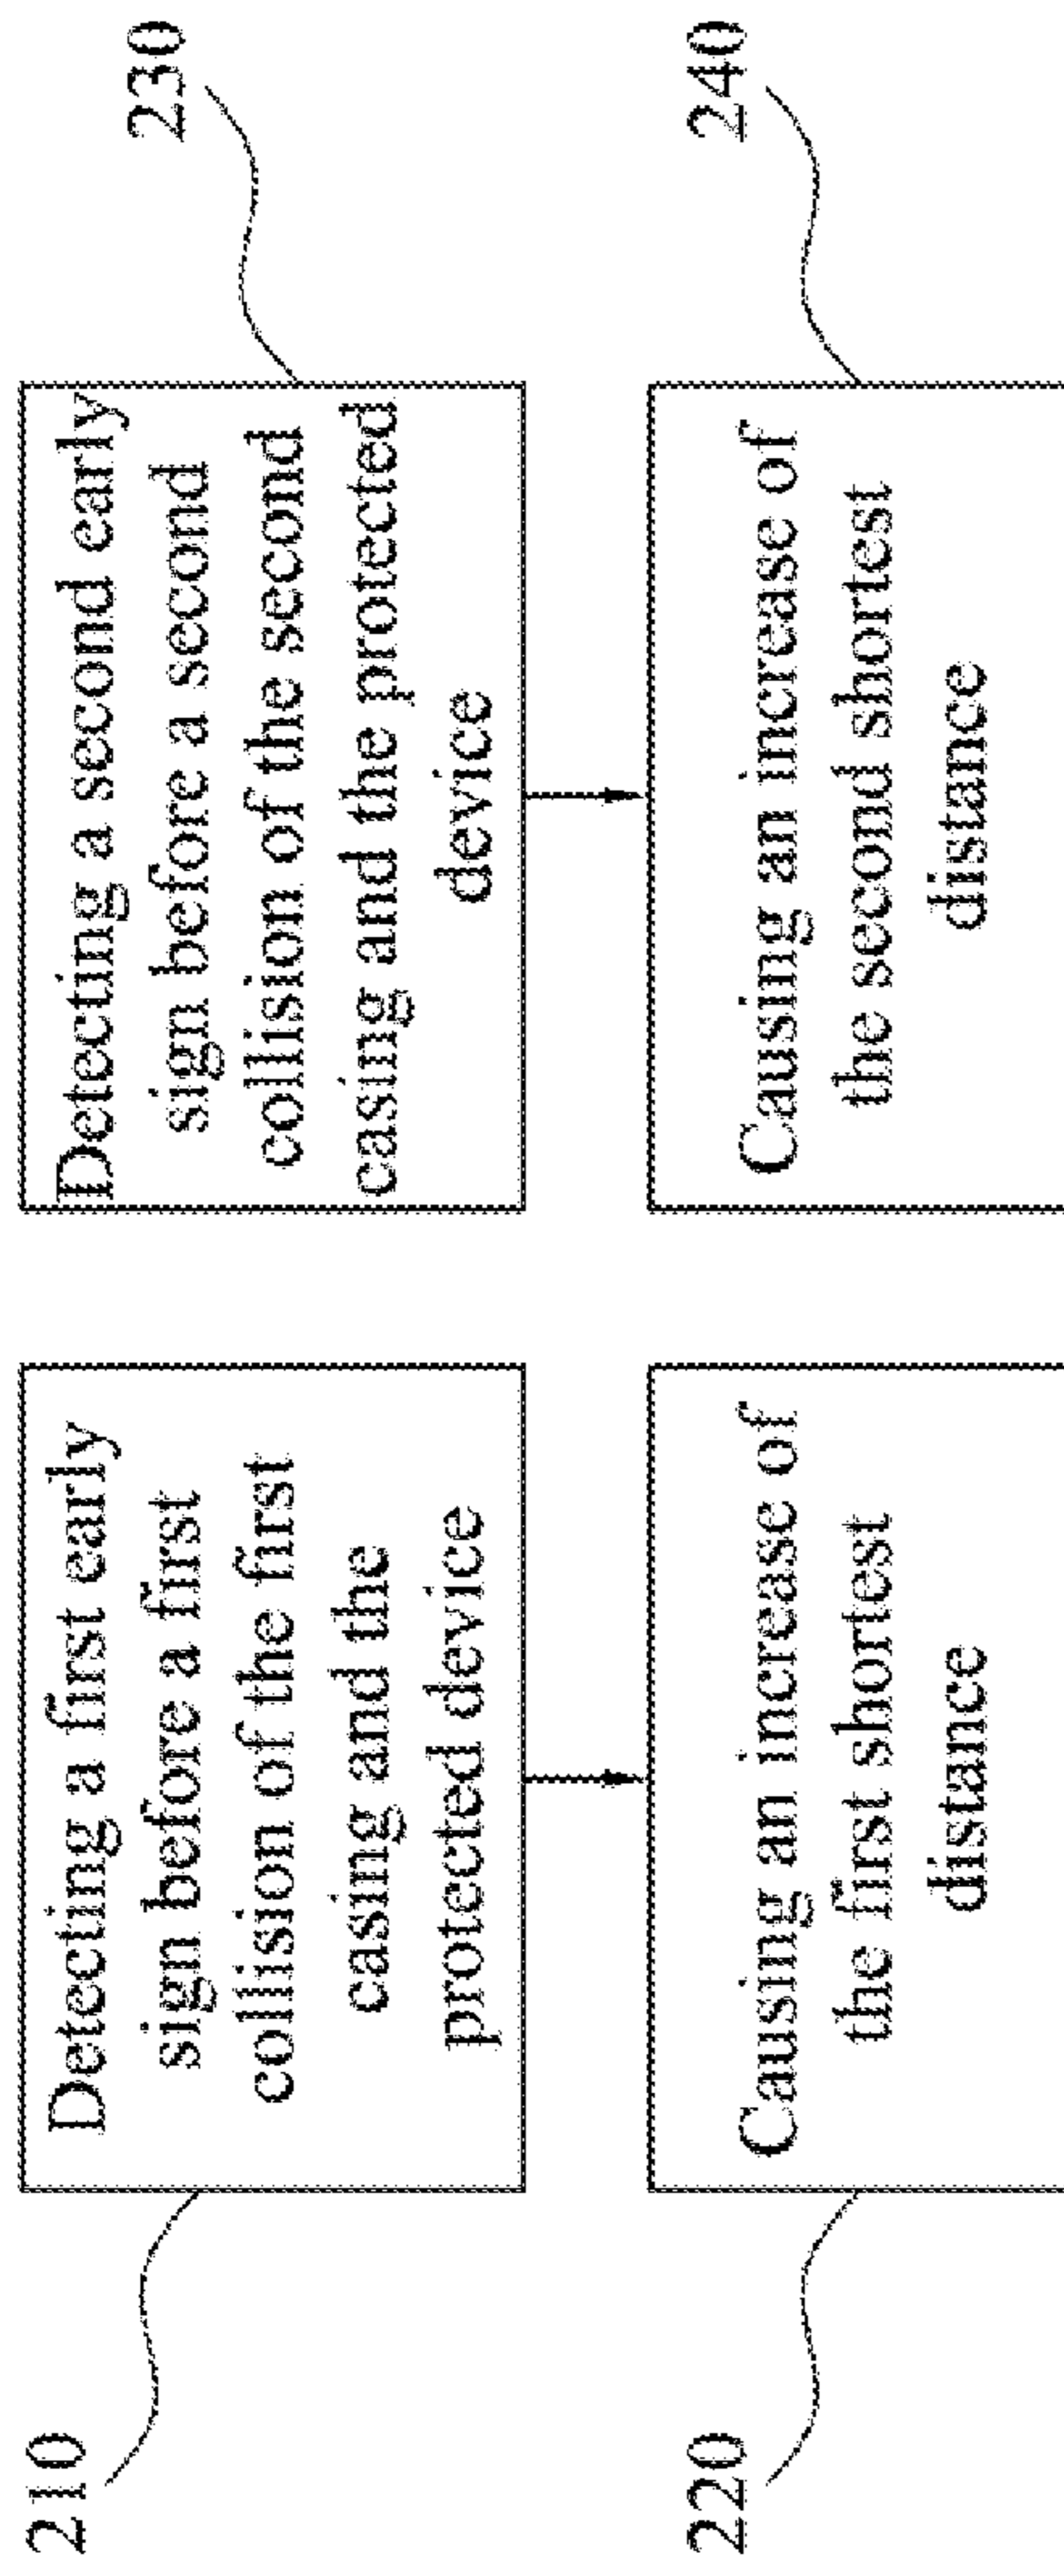 210
Detecting a first early
sign before a first
collision of the first
casing and the
protected device
220
Causing an increase of
the first shortest
distance
230
Detecting a second early
sign before a second
collision of the second
casing and the protected
device
240
Causing an increase of
the second shortest
distance